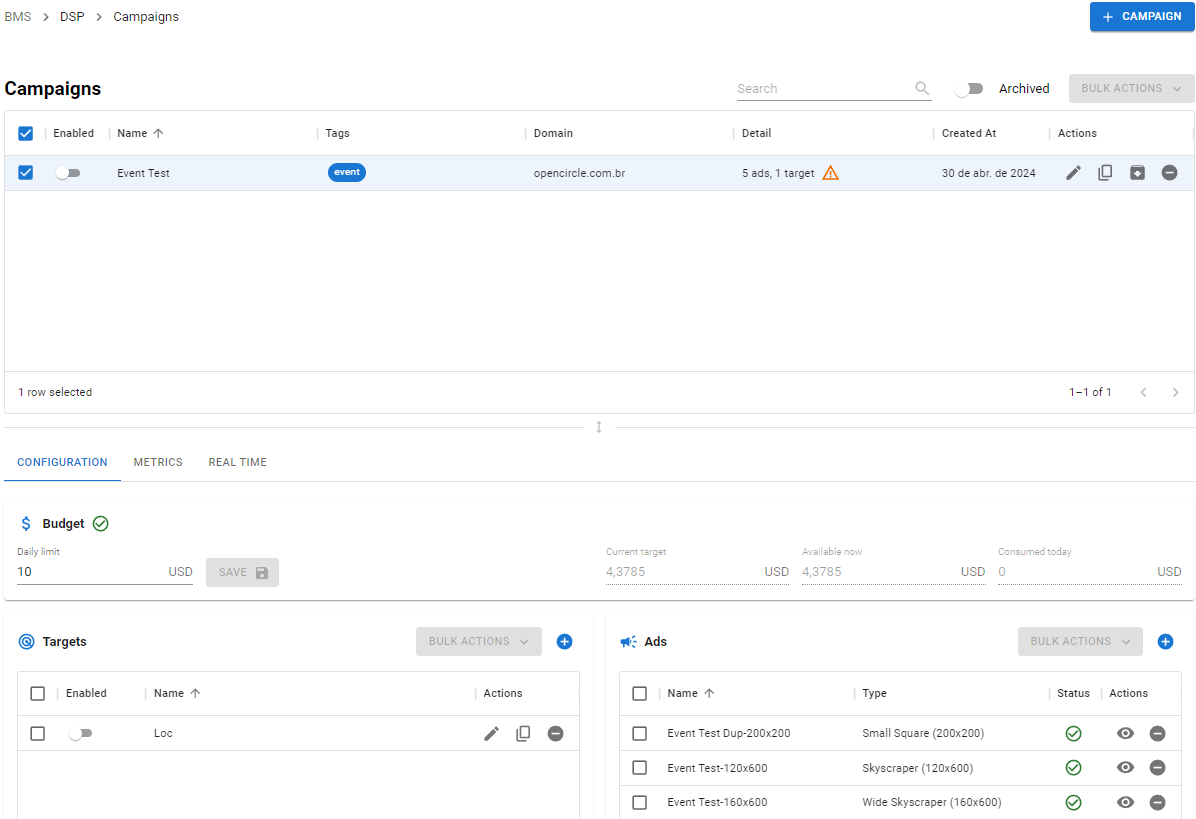 BMS > DSP > Campaigns
+ CAMPAIGN
Campaigns
Search
Archived
BULK ACTIONS
Enabled Name Tags Domain Detail Created At Actions
Event Test event opencircle.com.br 5 ads, 1 target 30 de abr. de 2024
1 row selected
1–1 of 1
CONFIGURATION METRICS REAL TIME
Budget
Daily limit Current target Available now Consumed today
10 USD SAVE 4,3785 USD 4,3785 USD 0 USD
Targets BULK ACTIONS
Enabled Name Actions
Loc
Ads BULK ACTIONS
Name Type Status Actions
Event Test Dup-200x200 Small Square (200x200)
Event Test-120x600 Skyscraper (120x600)
Event Test-160x600 Wide Skyscraper (160x600)